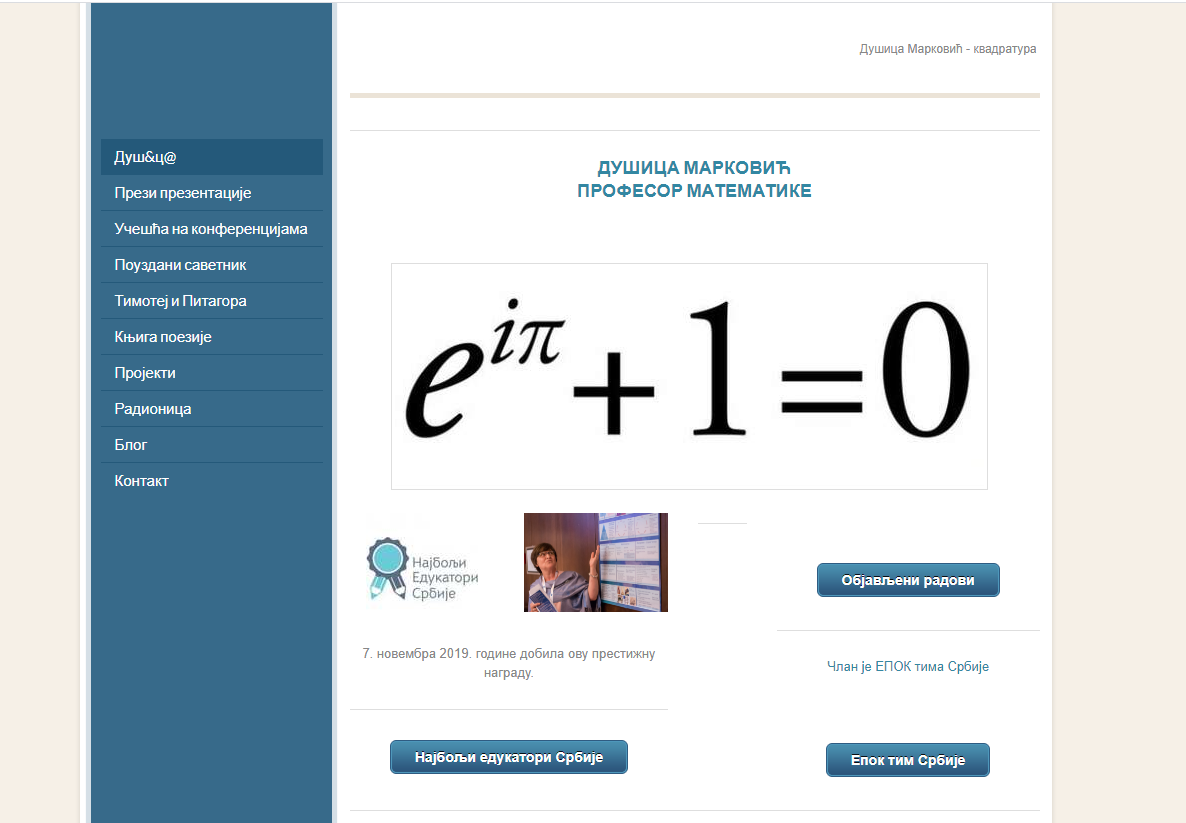 Душица Марковић - квадратура
Душ&ц@
Прези презентације
Учешћа на конференцијама
Поуздани саветник
Тимотеј и Питагора
Књига поезије
Пројекти
Радионица
Блог
Контакт
ДУШИЦА МАРКОВИЋ
ПРОФЕСОР МАТЕМАТИКЕ
e^{iπ}+1=0
Најбољи
Едукатори
Србије
7. новембра 2019. године добила ову престижну
награду.
Најбољи едукатори Србије
Објављени радови
Члан је ЕПОК тима Србије
Епок тим Србије